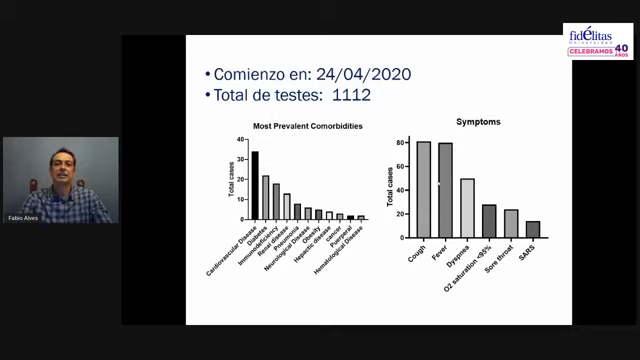 fidélitas
UNIVERSIDAD
CELEBRAMOS 40 AÑOS
• Comienzo en: 24/04/2020
• Total de testes: 1112
Most Prevalent Comorbidities
Total cases
40
30
20
10
0
Cardiovascular Disease
Diabetes
Immunodeficiency
Renal disease
Pneumonia
Neurological Disease
Obesity
Hepactic disease
cancer
Puerperal
Hematological Disease
Symptoms
Total cases
80
60
40
20
0
Cough
Fever
Dyspnea
O2 saturation <95%
Sore throat
SARS
Fabio Alves